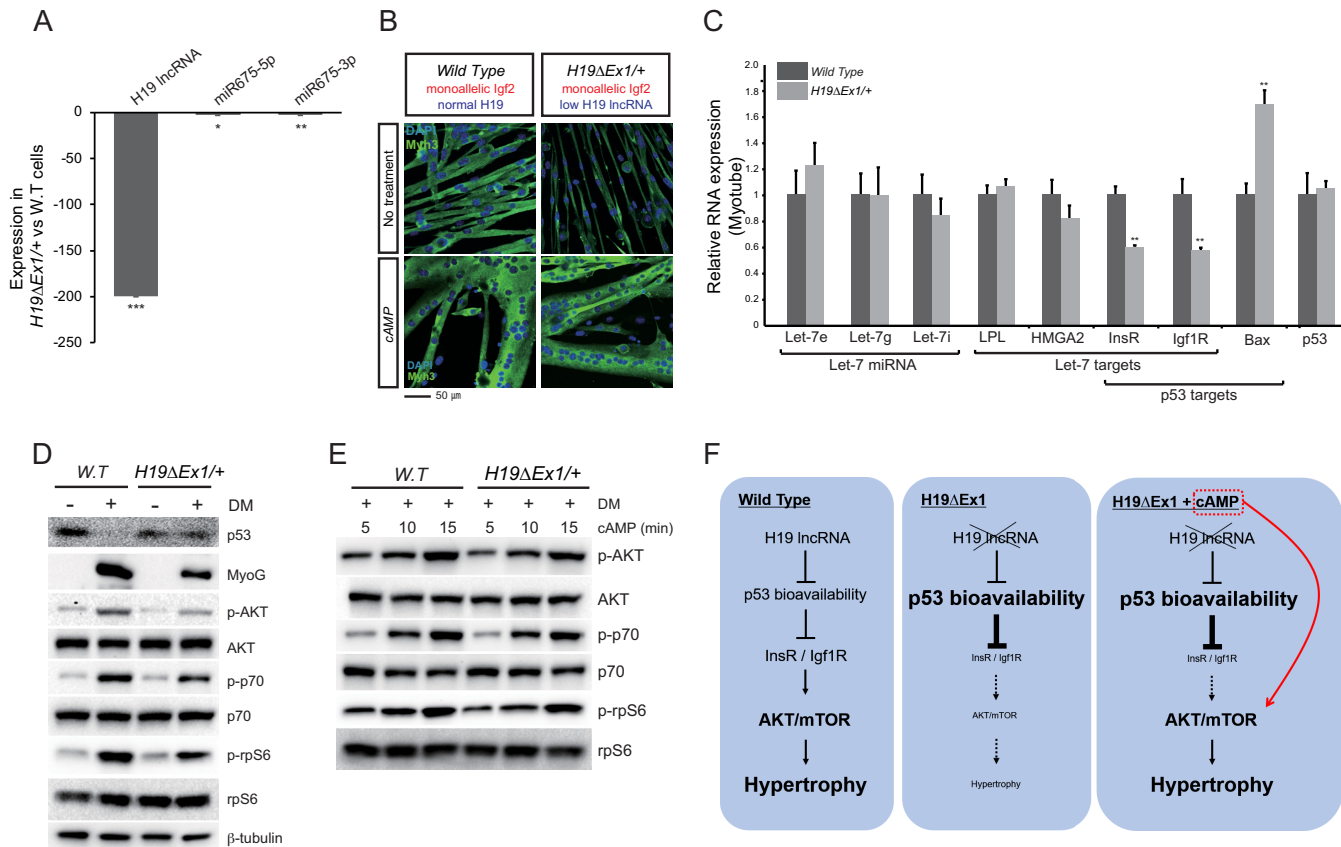 A
H19 lncRNA
miR675-5p
miR675-3p
0
-50
-100
-150
-200
-250
*
**
***
Expression in
H19ΔEx1/+ vs W.T cells
B
Wild Type
monoallelic Igf2
normal H19
H19ΔEx1/+
monoallelic Igf2
low H19 lncRNA
No treatment
cAMP
DAPI
Myh3
DAPI
Myh3
50 ㎛
C
Relative RNA expression
(Myotube)
2.0
1.8
1.6
1.4
1.2
1.0
0.8
0.6
0.4
0.2
0
Wild Type
H19ΔEx1/+
**
**
**
Let-7e
Let-7g
Let-7i
LPL
HMGA2
InsR
Igf1R
Bax
p53
Let-7 miRNA
Let-7 targets
p53 targets
D
W.T
H19ΔEx1/+
- + - + DM
p53
MyoG
p-AKT
AKT
p-p70
p70
p-rpS6
rpS6
β-tubulin
E
W.T
H19ΔEx1/+
+ + + + + + DM
5 10 15 5 10 15 cAMP (min)
p-AKT
AKT
p-p70
p70
p-rpS6
rpS6
F
Wild Type
H19 lncRNA
p53 bioavailability
InsR / Igf1R
AKT/mTOR
Hypertrophy
H19ΔEx1
H19 lncRNA
p53 bioavailability
InsR / Igf1R
AKT/mTOR
Hypertrophy
H19ΔEx1 + cAMP
H19 lncRNA
p53 bioavailability
InsR / Igf1R
AKT/mTOR
Hypertrophy